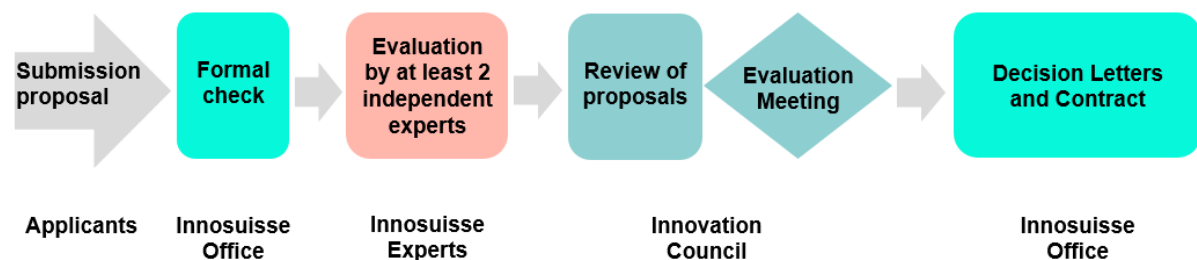 Submission
proposal
Formal
check
Evaluation
by at least 2
independent
experts
Review of
proposals
Evaluation
Meeting
Decision Letters
and Contract
Applicants
Innosuisse
Office
Innosuisse
Experts
Innovation
Council
Innosuisse
Office